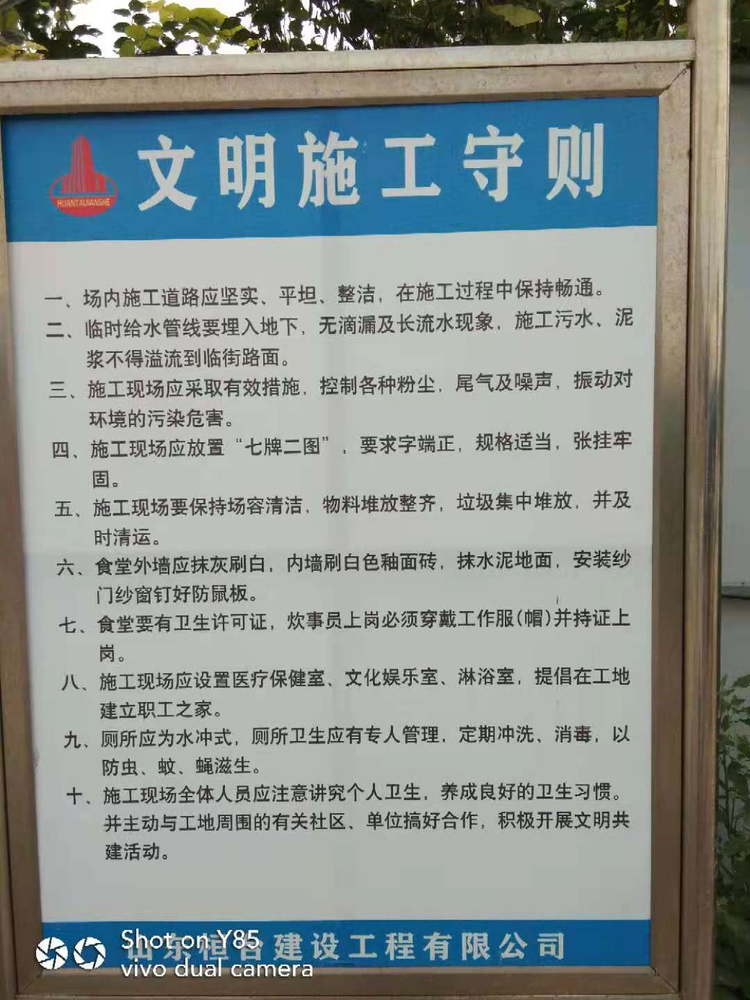 文明施工守则
HUANTAIJIANSHE
一、场内施工道路应坚实、平坦、整洁，在施工过程中保持畅通。
二、临时给水管线要埋入地下，无滴漏及长流水现象，施工污水、泥
浆不得溢流到临街路面。
三、施工现场应采取有效措施，控制各种粉尘，尾气及噪声，振动对
环境的污染危害。
四、施工现场应放置“七牌二图”，要求字端正，规格适当，张挂牢
固。
五、施工现场要保持场容清洁，物料堆放整齐，垃圾集中堆放，并及
时清运。
六、食堂外墙应抹灰刷白，内墙刷白色釉面砖，抹水泥地面，安装纱
门纱窗钉好防鼠板。
七、食堂要有卫生许可证，炊事员上岗必须穿戴工作服(帽)并持证上
岗。
八、施工现场应设置医疗保健室、文化娱乐室、淋浴室，提倡在工地
建立职工之家。
九、厕所应为水冲式，厕所卫生应有专人管理，定期冲洗、消毒，以
防虫、蚊、蝇滋生。
十、施工现场全体人员应注意讲究个人卫生，养成良好的卫生习惯。
并主动与工地周围的有关社区、单位搞好合作，积极开展文明共
建活动。
山东恒台建设工程有限公司
Shot on Y85
vivo dual camera